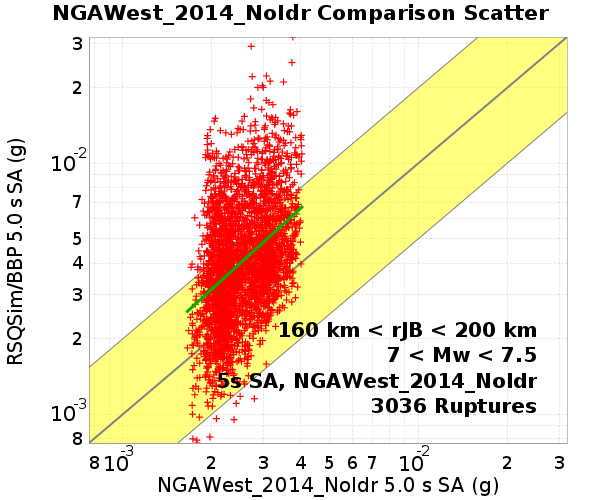 NGAWest_2014_NoIdr Comparison Scatter
RSQSim/BBP 5.0 s SA (g)
3
2
10-2
7
5
4
3
2
10-3
8
160 km < rJB < 200 km
7 < Mw < 7.5
5s SA, NGAWest_2014_NoIdr
3036 Ruptures
8 10-3 2 3 4 5 6 7 10-2 2 3
NGAWest_2014_NoIdr 5.0 s SA (g)